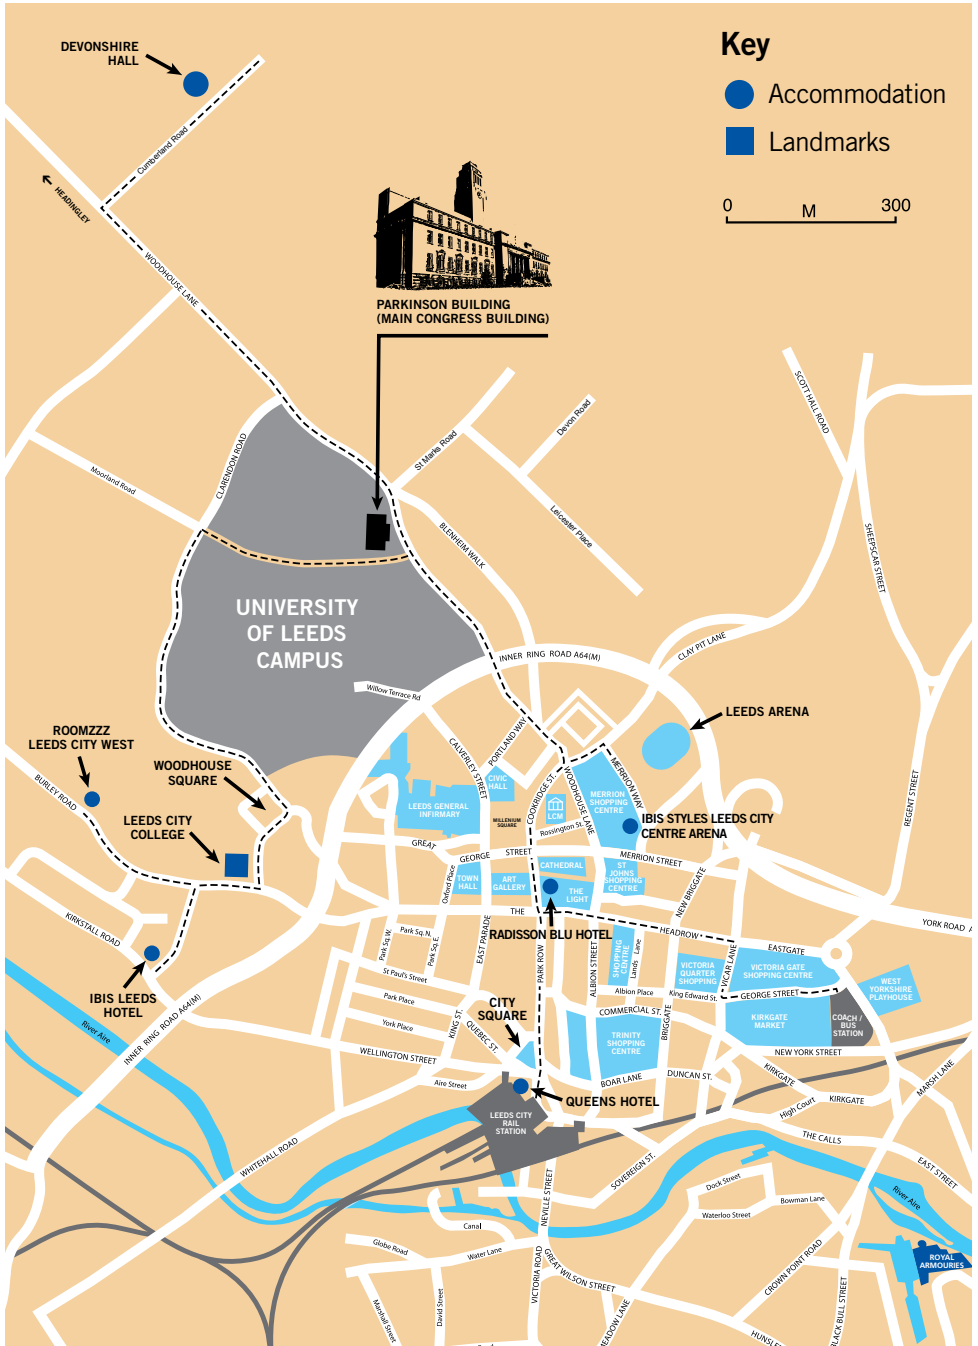 DEVONSHIRE
HALL
Key
Accommodation
Landmarks
0
300
M
Cumberland Road
HEADINGLEY
WOODHOUSE LANE
PARKINSON BUILDING
(MAIN CONGRESS BUILDING)
SCOTT HALL ROAD
Devon Road
St Marks Road
CLARENDON ROAD
Moorland Road
Leicester Place
BLENHEIM WALK
SHEEPSCAR STREET
UNIVERSITY
OF LEEDS
CAMPUS
INNER RING ROAD A64(M)
CLAY PIT LANE
Willow Terrace Rd
LEEDS ARENA
ROOMZZZ
LEEDS CITY WEST
WOODHOUSE
SQUARE
BURLEY ROAD
LEEDS CITY
COLLEGE
CALVERLEY STREET
PORTLAND WAY
CIVIC
HALL
COOKRIDGE ST.
WOODHOUSE LANE
MERRION WAY
MERRION
SHOPPING
CENTRE
LEEDS GENERAL
INFIRMARY
MILLENIUM
SQUARE
LCM
Rossington St.
IBIS STYLES LEEDS CITY
CENTRE ARENA
REGENT STREET
GREAT
GEORGE
STREET
MERRION STREET
CATHEDRAL
ST
JOHNS
SHOPPING
CENTRE
TOWN
HALL
ART
GALLERY
THE
LIGHT
Oxford Place
NEW BRIGGATE
THE
HEADROW
RADISSON BLU HOTEL
EASTGATE
YORK ROAD A
KIRKSTALL ROAD
IBIS LEEDS
HOTEL
Park Sq.W.
Park Sq.N.
Park Sq.E.
EAST PARADE
PARK ROW
ALBION STREET
SHOPPING
CENTRE
Lands Lane
VICTORIA
QUARTER
SHOPPING
VICAR LANE
VICTORIA GATE
SHOPPING CENTRE
St Paul's Street
Park Place
Albion Place
King Edward St.
GEORGE STREET
WEST
YORKSHIRE
PLAYHOUSE
CITY
SQUARE
York Place
KING ST.
QUEBEC ST.
COMMERCIAL ST.
BRIGGATE
KIRKGATE
MARKET
COACH /
BUS
STATION
River Aire
INNER RING ROAD A64(M)
WELLINGTON STREET
TRINITY
SHOPPING
CENTRE
NEW YORK STREET
Aire Street
BOAR LANE
DUNCAN ST.
KIRKGATE
MARSH LANE
QUEENS HOTEL
High Court
KIRKGATE
LEEDS CITY
RAIL
STATION
THE CALLS
WHITEHALL ROAD
SOVEREIGN ST.
EAST STREET
NEVILLE STREET
Dock Street
Bowman Lane
River Aire
Waterloo Street
Canal
Globe Road
Water Lane
VICTORIA ROAD
GREAT WILSON STREET
CROWN POINT ROAD
ROYAL
ARMOURIES
Marshall Street
David Street
MEADOW LANE
BLACK BULL STREET
HUNSLE